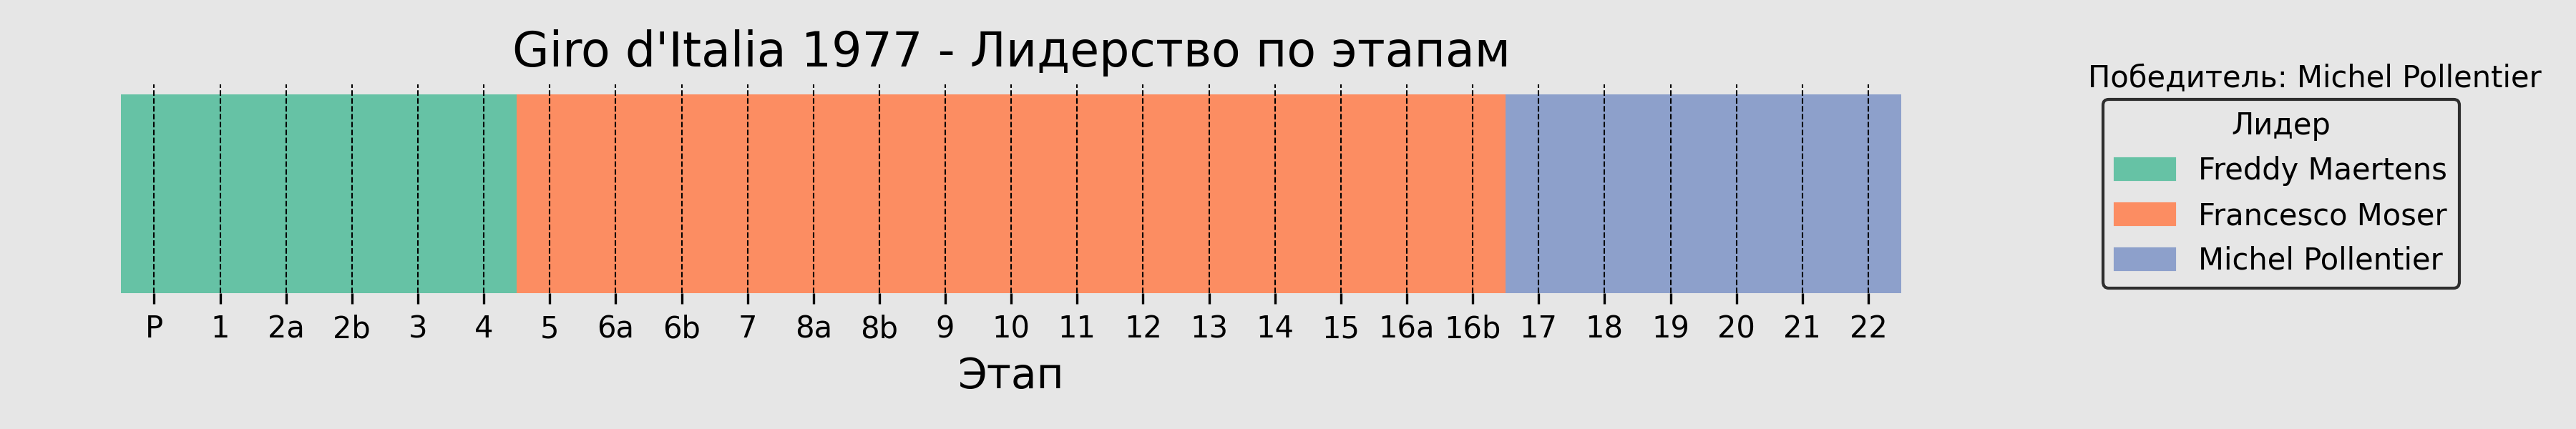 Giro d'Italia 1977 - Лидерство по этапам
Победитель: Michel Pollentier
Лидер
Freddy Maertens
Francesco Moser
Michel Pollentier
P 1 2a 2b 3 4 5 6a 6b 7 8a 8b 9 10 11 12 13 14 15 16a 16b 17 18 19 20 21 22
Этап